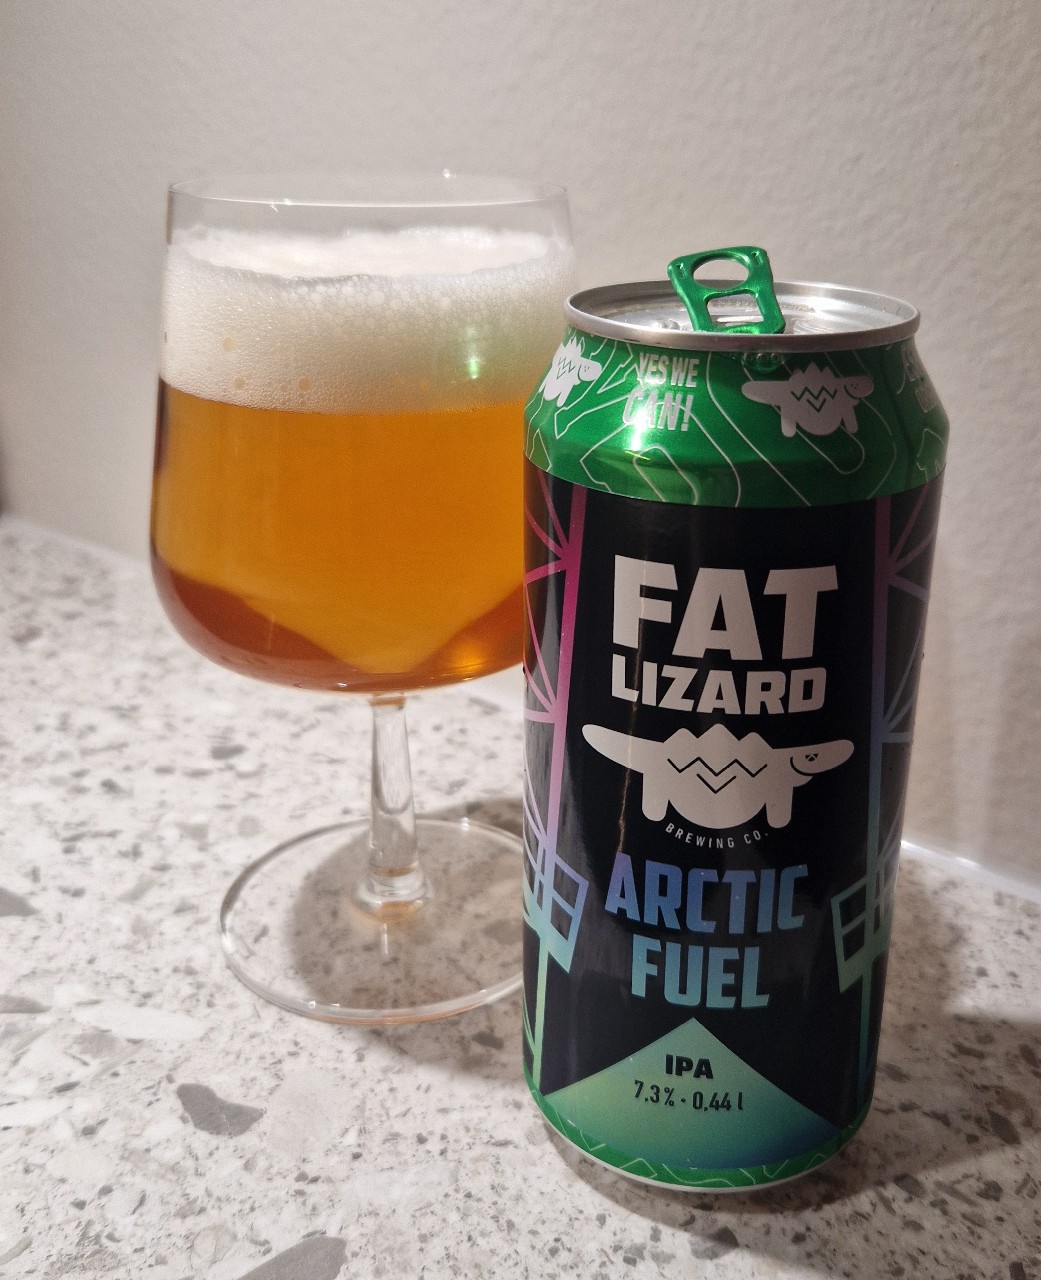 YES WE
CAN!
FAT
LIZARD
BREWING CO.
ARCTIC
FUEL
IPA
7.3% · 0,44 l